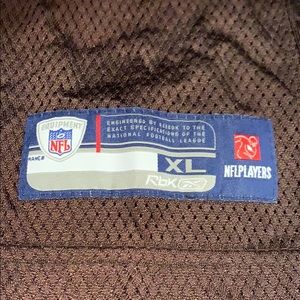 EQUIPMENT
NFL
ENGINEERED BY REEBOK TO THE
EXACT SPECIFICATIONS OF THE
NATIONAL FOOTBALL LEAGUE
XL
Rbk
NFLPLAYERS